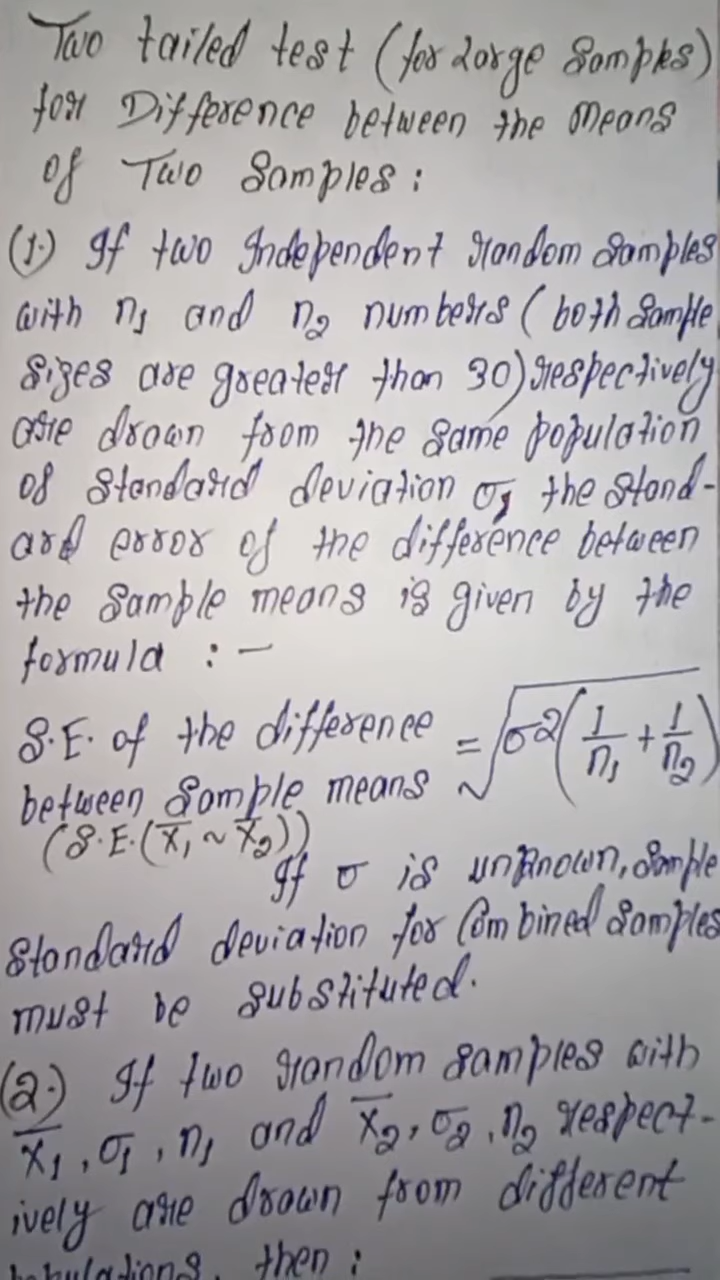 Two tailed test (for Large Samples)
for Difference between the Means
of Two Samples :
(1.) If two Independent random samples
with n₁ and n₂ numbers (both Sample
Sizes are greater than 30) respectively
are drawn from the same population
of standard deviation σ, the stand-
ard error of the difference between
the sample means is given by the
formula : —
S.E. of the difference
between Sample means = √σ²(1/n₁ + 1/n₂)
(S.E.(X̄₁ ~ X̄₂))
If σ is unknown, Sample
Standard deviation for Combined Samples
must be substituted.
(2.) If two random samples with
X̄₁, σ₁, n₁ and X̄₂, σ₂, n₂ respect-
ively are drawn from different
populations, then :